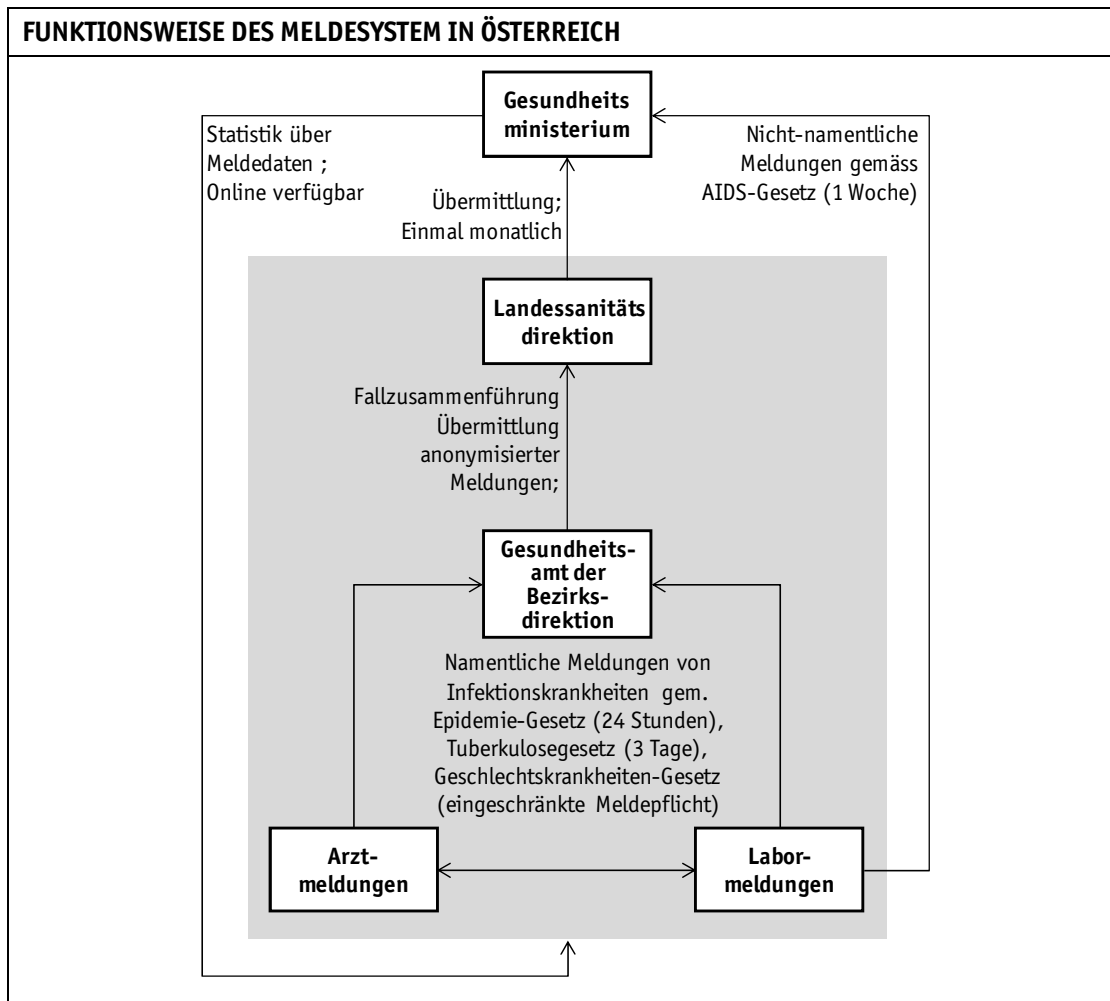 FUNKTIONSWEISE DES MELDESYSTEM IN ÖSTERREICH
Gesundheits
ministerium
Statistik über
Meldedaten ;
Online verfügbar
Nicht-namentliche
Meldungen gemäss
AIDS-Gesetz (1 Woche)
Übermittlung;
Einmal monatlich
Landessanitäts
direktion
Fallzusammenführung
Übermittlung
anonymisierter
Meldungen;
Gesundheits-
amt der
Bezirks-
direktion
Namentliche Meldungen von
Infektionskrankheiten gem.
Epidemie-Gesetz (24 Stunden),
Tuberkulosegesetz (3 Tage),
Geschlechtskrankheiten-Gesetz
(eingeschränkte Meldepflicht)
Arzt-
meldungen
Labor-
meldungen